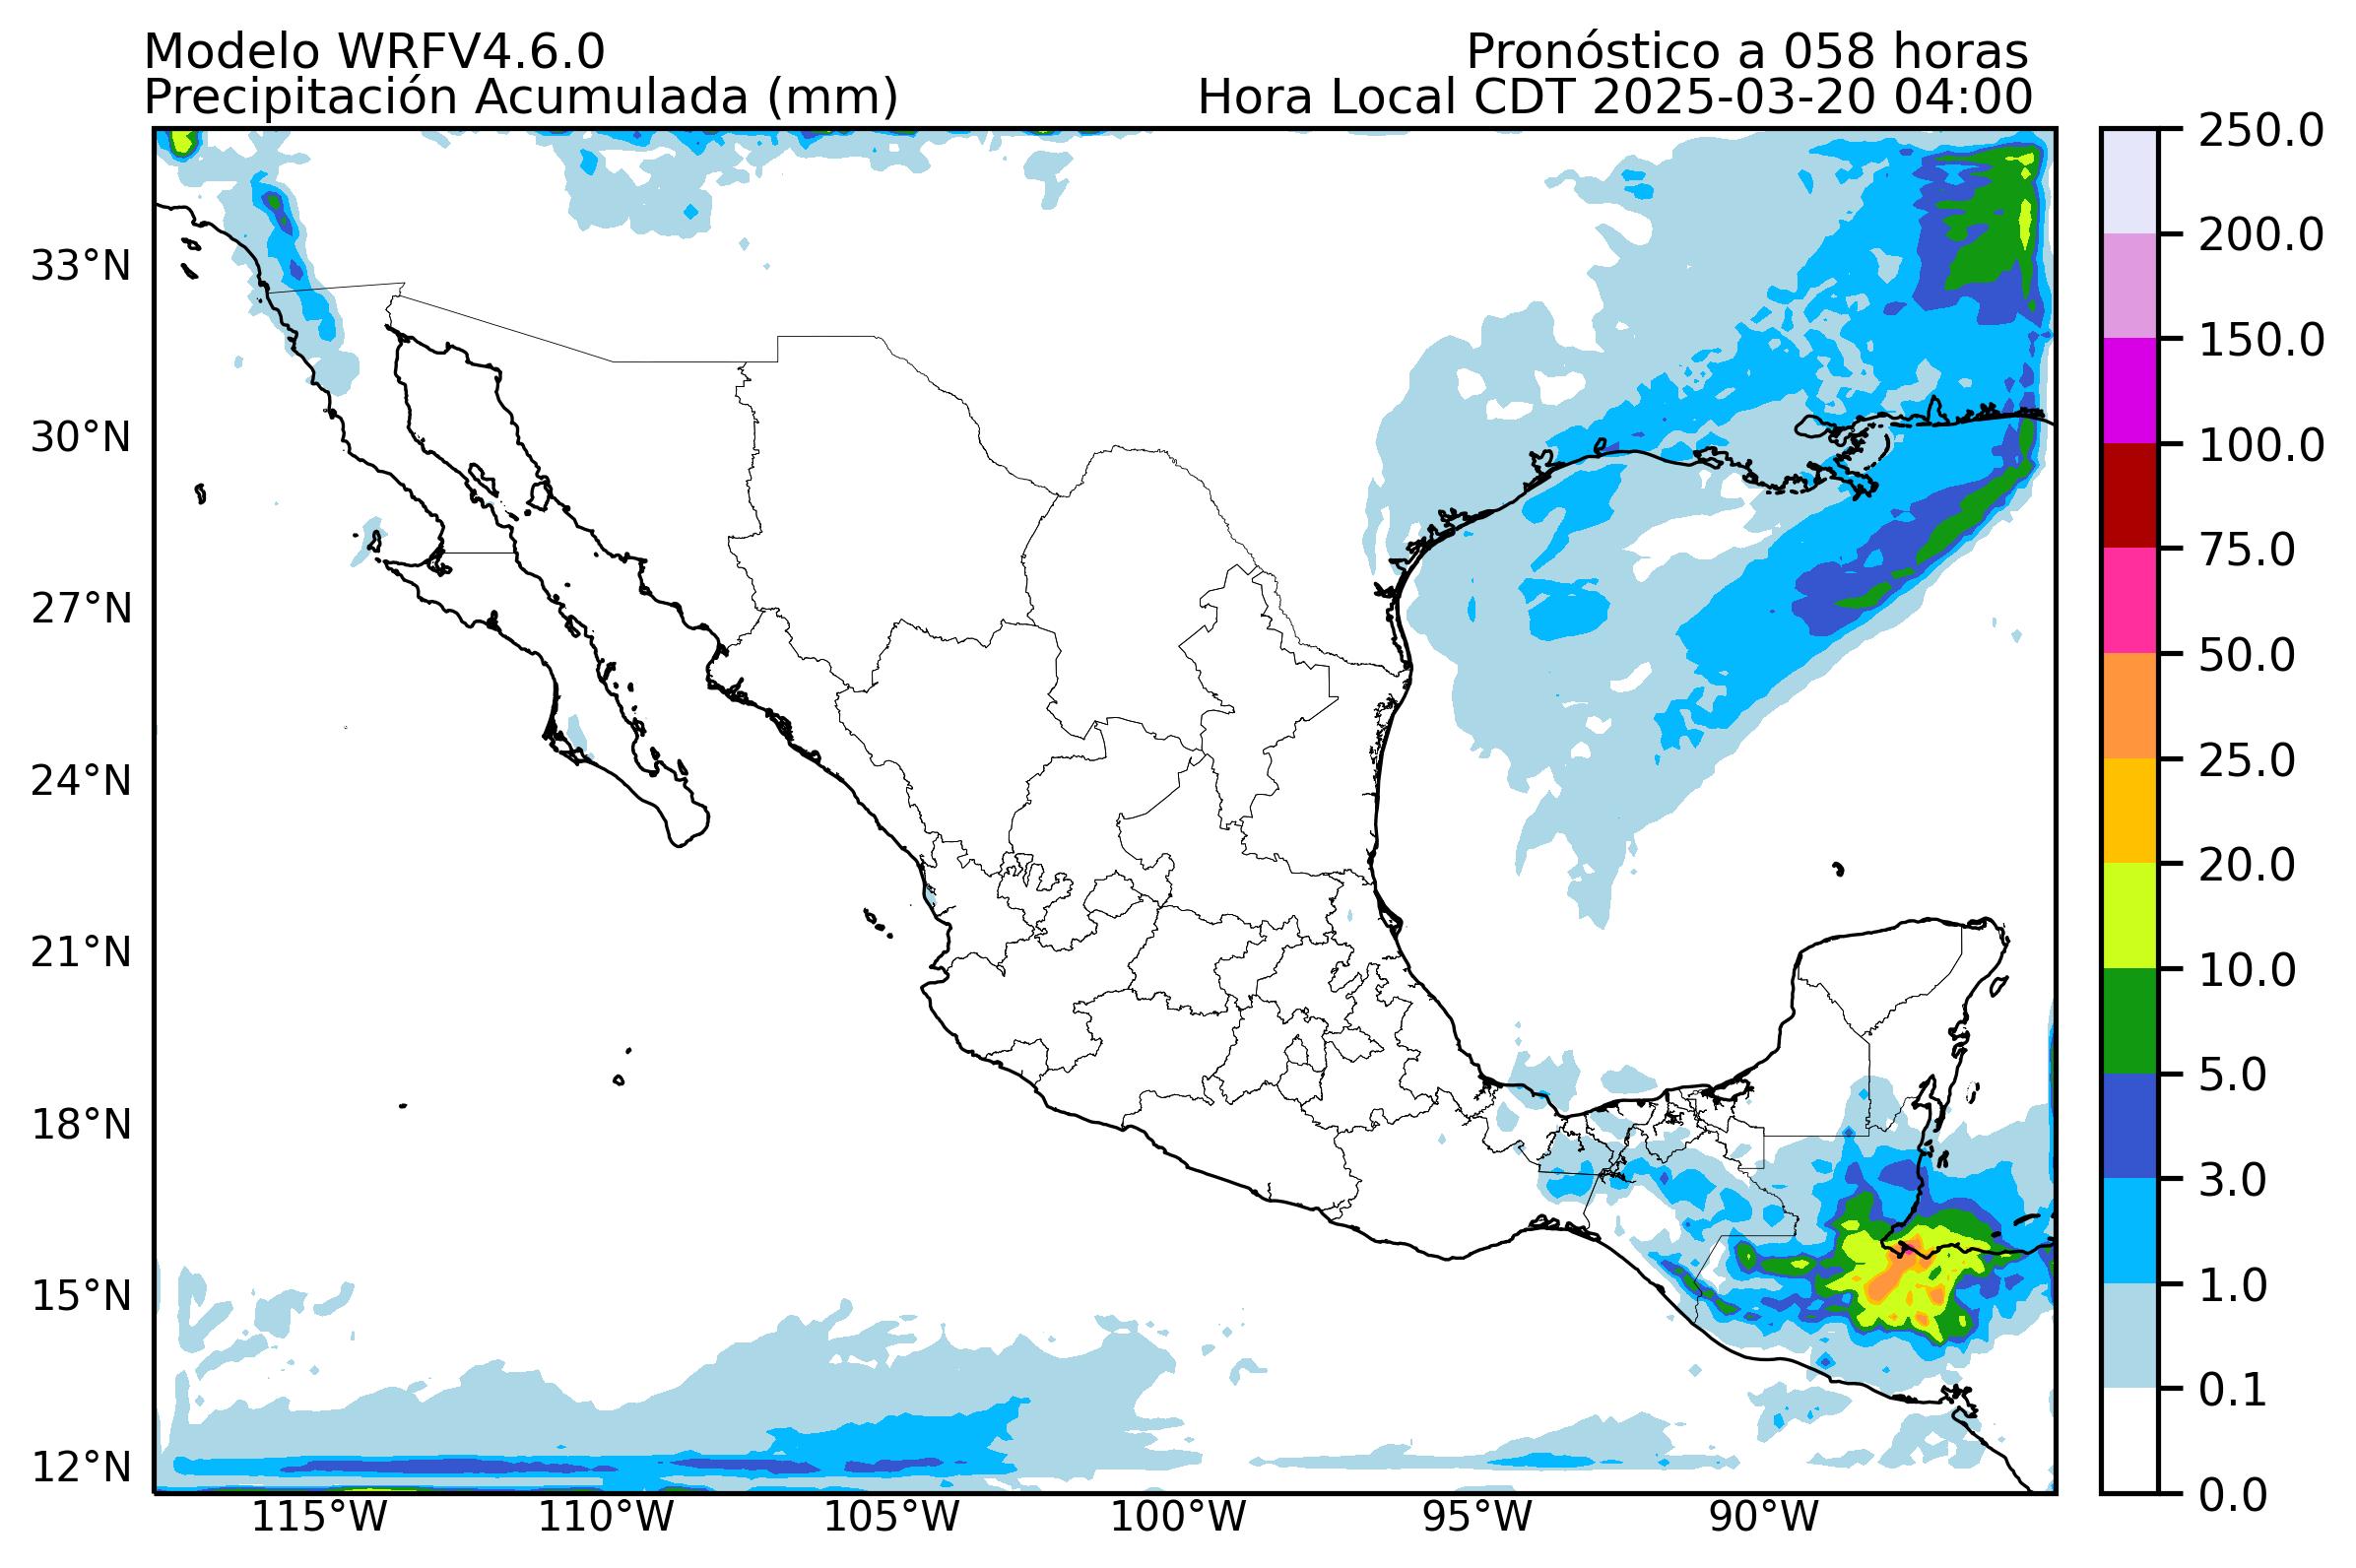 Modelo WRFV4.6.0
Pronóstico a 058 horas
Precipitación Acumulada (mm)
Hora Local CDT 2025-03-20 04:00
33°N
30°N
27°N
24°N
21°N
18°N
15°N
12°N
115°W
110°W
105°W
100°W
95°W
90°W
250.0
200.0
150.0
100.0
75.0
50.0
25.0
20.0
10.0
5.0
3.0
1.0
0.1
0.0